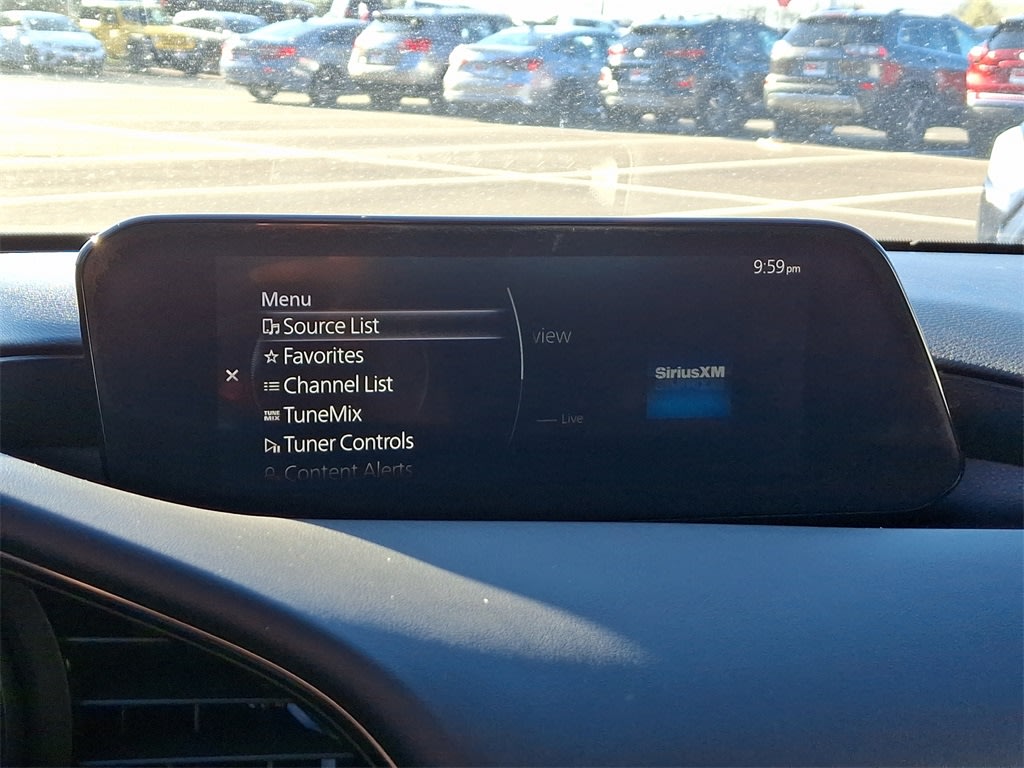 9:59pm
Menu
Source List
Favorites
Channel List
TUNE
MIX
TuneMix
Tuner Controls
Content Alerts
view
SiriusXM
Live